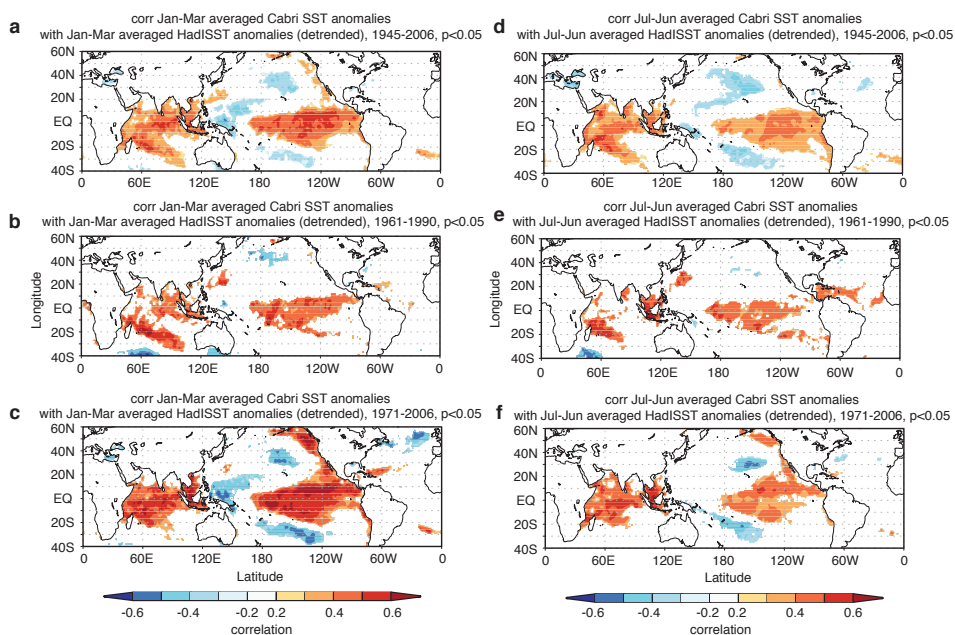 a
corr Jan-Mar averaged Cabri SST anomalies
with Jan-Mar averaged HadISST anomalies (detrended), 1945-2006, p<0.05
60N
40N
20N
EQ
20S
40S
0 60E 120E 180 120W 60W 0
b
corr Jan-Mar averaged Cabri SST anomalies
with Jan-Mar averaged HadISST anomalies (detrended), 1961-1990, p<0.05
Longitude
60N
40N
20N
EQ
20S
40S
0 60E 120E 180 120W 60W 0
c
corr Jan-Mar averaged Cabri SST anomalies
with Jan-Mar averaged HadISST anomalies (detrended), 1971-2006, p<0.05
60N
40N
20N
EQ
20S
40S
0 60E 120E 180 120W 60W 0
Latitude
-0.6 -0.4 -0.2 0.2 0.4 0.6
correlation
d
corr Jul-Jun averaged Cabri SST anomalies
with Jul-Jun averaged HadISST anomalies (detrended), 1945-2006, p<0.05
60N
40N
20N
EQ
20S
40S
0 60E 120E 180 120W 60W 0
e
corr Jul-Jun averaged Cabri SST anomalies
with Jul-Jun averaged HadISST anomalies (detrended), 1961-1990, p<0.05
Longitude
60N
40N
20N
EQ
20S
40S
60E 120E 180 120W 60W 0
f
corr Jul-Jun averaged Cabri SST anomalies
with Jul-Jun averaged HadISST anomalies (detrended), 1971-2006, p<0.05
60N
40N
20N
EQ
20S
40S
0 60E 120E 180 120W 60W 0
Latitude
-0.6 -0.4 -0.2 0.2 0.4 0.6
correlation